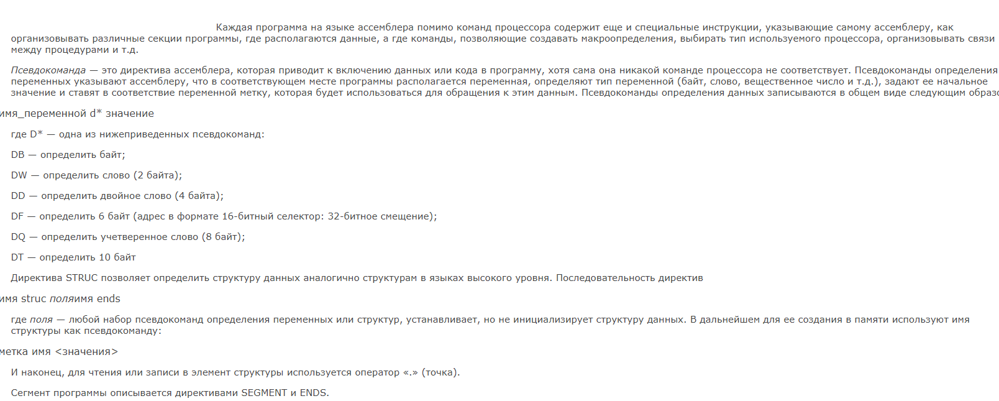 Каждая программа на языке ассемблера помимо команд процессора содержит еще и специальные инструкции, указывающие самому ассемблеру, как
организовывать различные секции программы, где располагаются данные, а где команды, позволяющие создавать макроопределения, выбирать тип используемого процессора, организовывать связи
между процедурами и т.д.
Псевдокоманда — это директива ассемблера, которая приводит к включению данных или кода в программу, хотя сама она никакой команде процессора не соответствует. Псевдокоманды определения
переменных указывают ассемблеру, что в соответствующем месте программы располагается переменная, определяют тип переменной (байт, слово, вещественное число и т.д.), задают ее начальное
значение и ставят в соответствие переменной метку, которая будет использоваться для обращения к этим данным. Псевдокоманды определения данных записываются в общем виде следующим
имя_переменной d* значение
где D* — одна из нижеприведенных псевдокоманд:
DB — определить байт;
DW — определить слово (2 байта);
DD — определить двойное слово (4 байта);
DF — определить 6 байт (адрес в формате 16-битный селектор: 32-битное смещение);
DQ — определить учетверенное слово (8 байт);
DT — определить 10 байт
Директива STRUC позволяет определить структуру данных аналогично структурам в языках высокого уровня. Последовательность директив
имя struc поляимя ends
где поля — любой набор псевдокоманд определения переменных или структур, устанавливает, но не инициализирует структуру данных. В дальнейшем для ее создания в памяти используют имя
структуры как псевдокоманду:
метка имя <значения>
И наконец, для чтения или записи в элемент структуры используется оператор «.» (точка).
Сегмент программы описывается директивами SEGMENT и ENDS.